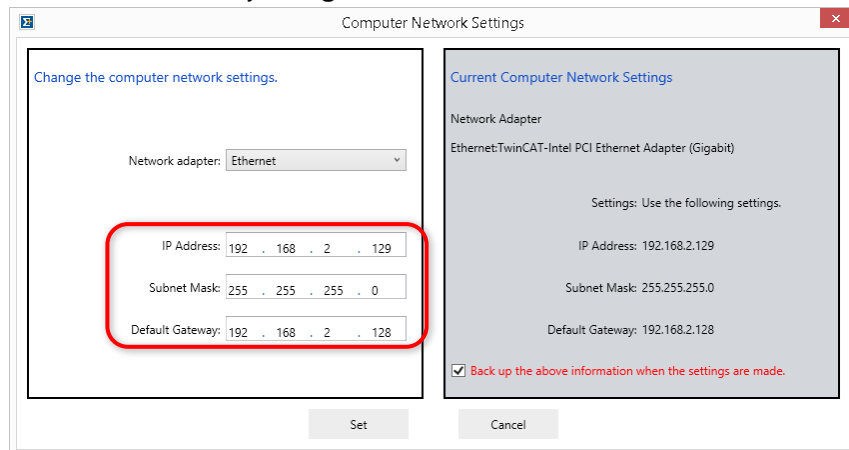 Computer Network Settings
Change the computer network settings.
Network adapter: Ethernet
IP Address: 192 . 168 . 2 . 129
Subnet Mask: 255 . 255 . 255 . 0
Default Gateway: 192 . 168 . 2 . 128
Current Computer Network Settings
Network Adapter
Ethernet:TwinCAT-Intel PCI Ethernet Adapter (Gigabit)
Settings: Use the following settings.
IP Address: 192.168.2.129
Subnet Mask: 255.255.255.0
Default Gateway: 192.168.2.128
Back up the above information when the settings are made.
Set
Cancel